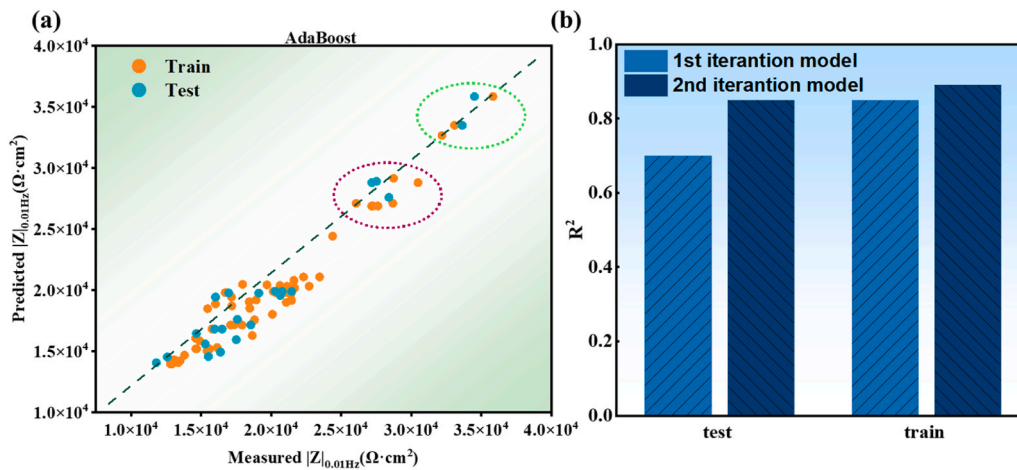 (a)
AdaBoost
4.0×10⁴
3.5×10⁴
3.0×10⁴
2.5×10⁴
2.0×10⁴
1.5×10⁴
1.0×10⁴
Predicted |Z|0.01Hz(Ω·cm²)
Train
Test
1.0×10⁴ 1.5×10⁴ 2.0×10⁴ 2.5×10⁴ 3.0×10⁴ 3.5×10⁴ 4.0×10⁴
Measured |Z|0.01Hz(Ω·cm²)
(b)
1.0
0.8
0.6
0.4
0.2
0.0
R²
1st iterantion model
2nd iterantion model
test train